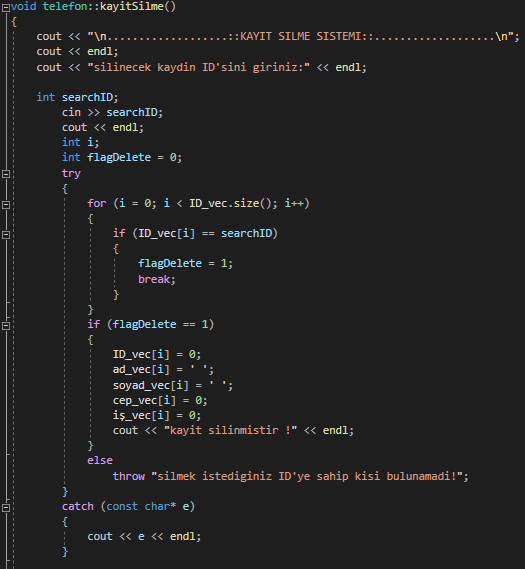 void telefon::kayitSilme()
{
cout << "\n...................::KAYIT SILME SISTEMI::...................\n";
cout << endl;
cout << "silinecek kaydin ID'sini giriniz:" << endl;
int searchID;
cin >> searchID;
cout << endl;
int i;
int flagDelete = 0;
try
{
for (i = 0; i < ID_vec.size(); i++)
{
if (ID_vec[i] == searchID)
{
flagDelete = 1;
break;
}
}
if (flagDelete == 1)
{
ID_vec[i] = 0;
ad_vec[i] = ' ';
soyad_vec[i] = ' ';
cep_vec[i] = 0;
iş_vec[i] = 0;
cout << "kayit silinmistir !" << endl;
}
else
throw "silmek istediginiz ID'ye sahip kisi bulunamadi!";
}
catch (const char* e)
{
cout << e << endl;
}